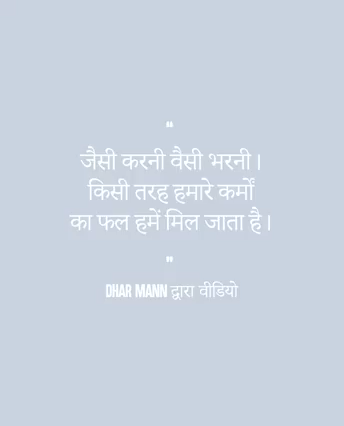 "
जैसी करनी वैसी भरनी।
किसी तरह हमारे कर्मों
का फल हमें मिल जाता है।
"
DHAR MANN द्वारा वीडियो